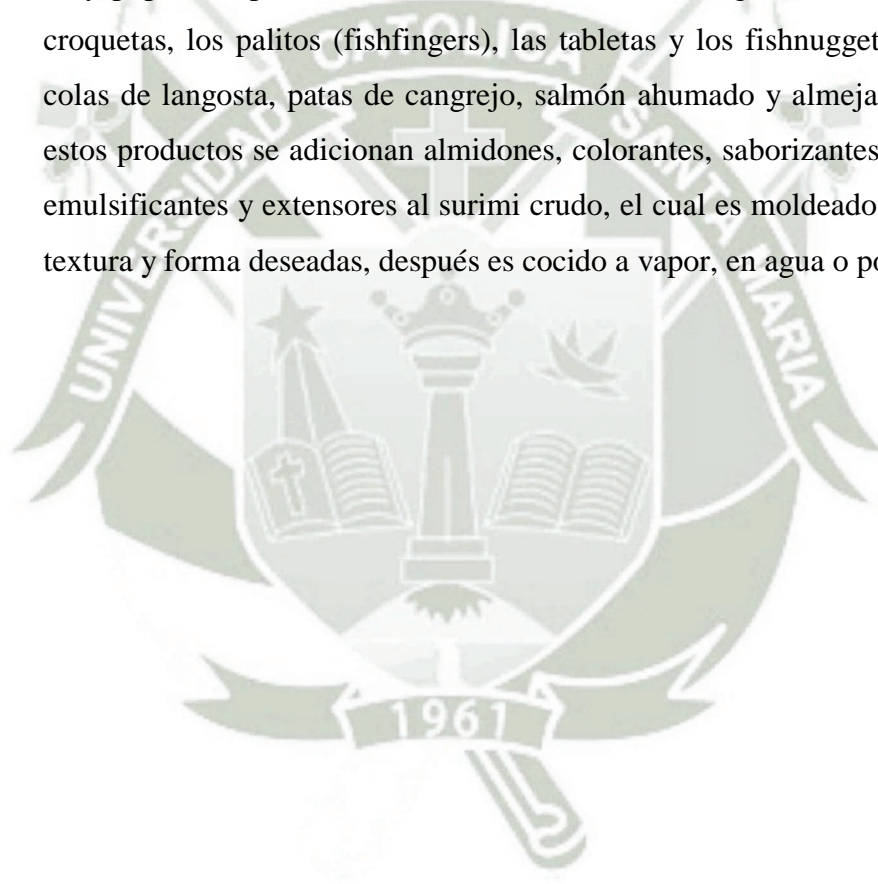 croquetas, los palitos (fishfingers), las tabletas y los fishnugget
colas de langosta, patas de cangrejo, salmón ahumado y almeja
estos productos se adicionan almidones, colorantes, saborizantes
emulsificantes y extensores al surimi crudo, el cual es moldeado
textura y forma deseadas, después es cocido a vapor, en agua o po
UNIVERSIDAD CATOLICA SANTA MARIA
1961